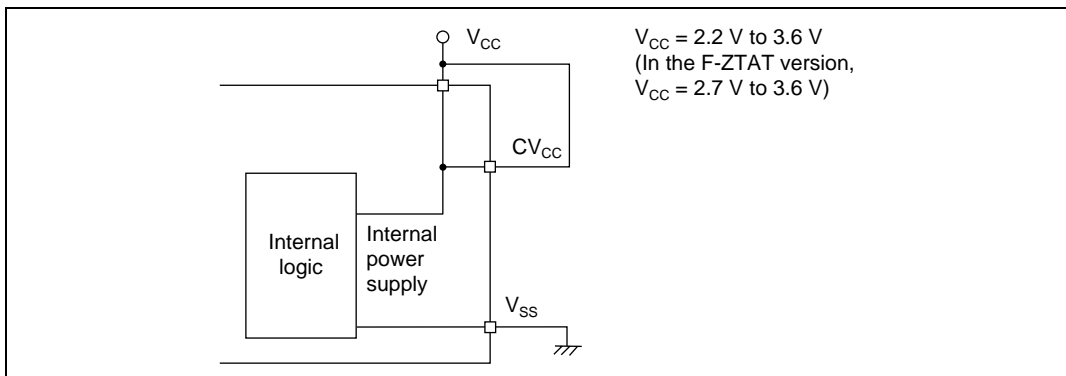 V_CC
V_CC = 2.2 V to 3.6 V
(In the F-ZTAT version,
V_CC = 2.7 V to 3.6 V)
CV_CC
Internal
logic
Internal
power
supply
V_SS